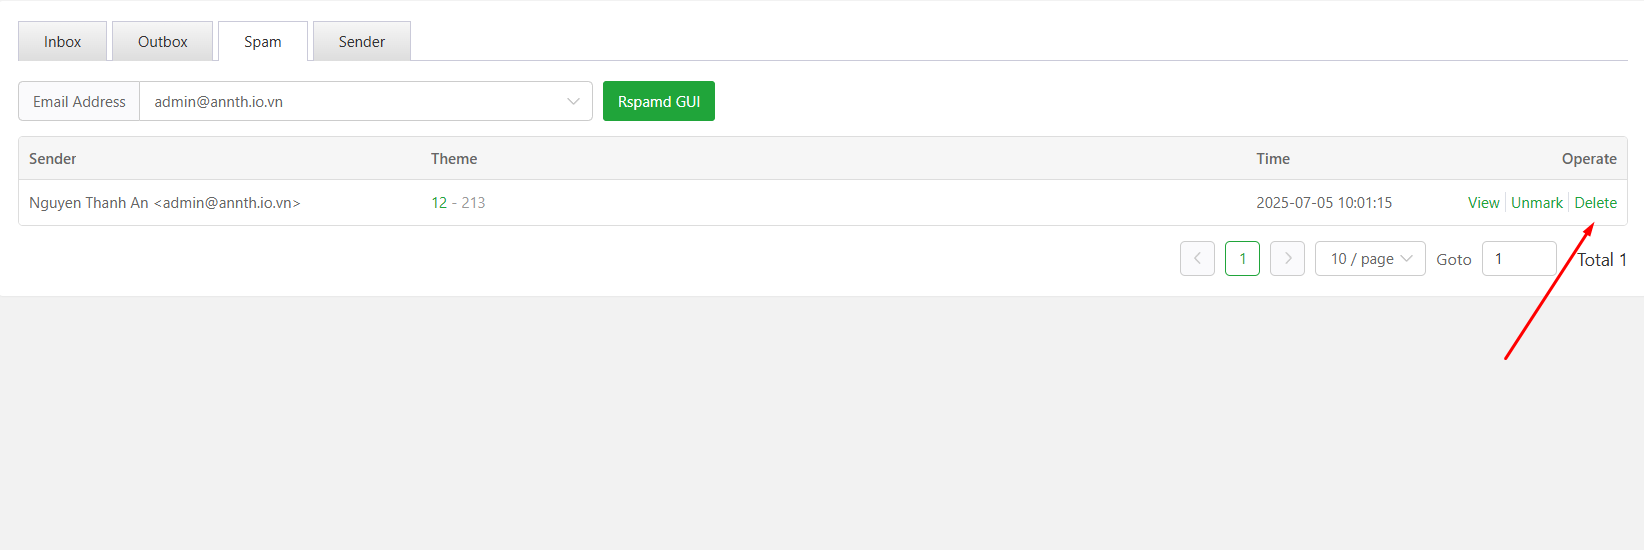 Inbox Outbox Spam Sender
Email Address admin@annth.io.vn Rspamd GUI
Sender Theme Time Operate
Nguyen Thanh An <admin@annth.io.vn> 12 - 213 2025-07-05 10:01:15 View Unmark Delete
1 10 / page Goto 1 Total 1